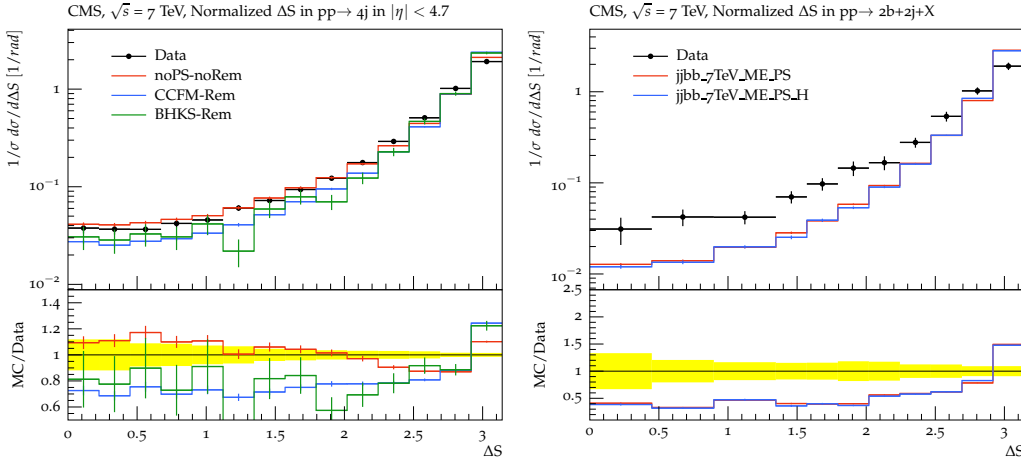 CMS, √s = 7 TeV, Normalized ΔS in pp→ 4j in |η| < 4.7
Data
noPS-noRem
CCFM-Rem
BHKS-Rem
1/σ dσ/dΔS [1/rad]
1
10⁻¹
10⁻²
MC/Data
1.4
1.2
1
0.8
0.6
0 0.5 1 1.5 2 2.5 3
ΔS
CMS, √s = 7 TeV, Normalized ΔS in pp→ 2b+2j+X
Data
jjbb_7TeV_ME_PS
jjbb_7TeV_ME_PS_H
1/σ dσ/dΔS [1/rad]
1
10⁻¹
10⁻²
MC/Data
2.5
2
1.5
1
0.5
0 0.5 1 1.5 2 2.5 3
ΔS